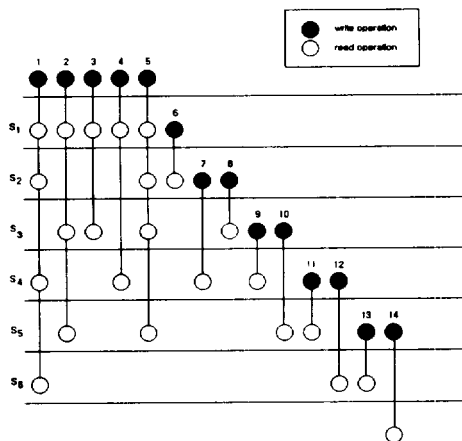 write operation
read operation
1 2 3 4 5
6
S1
7 8
S2
9 10
S3
11 12
S4
13 14
S5
S6